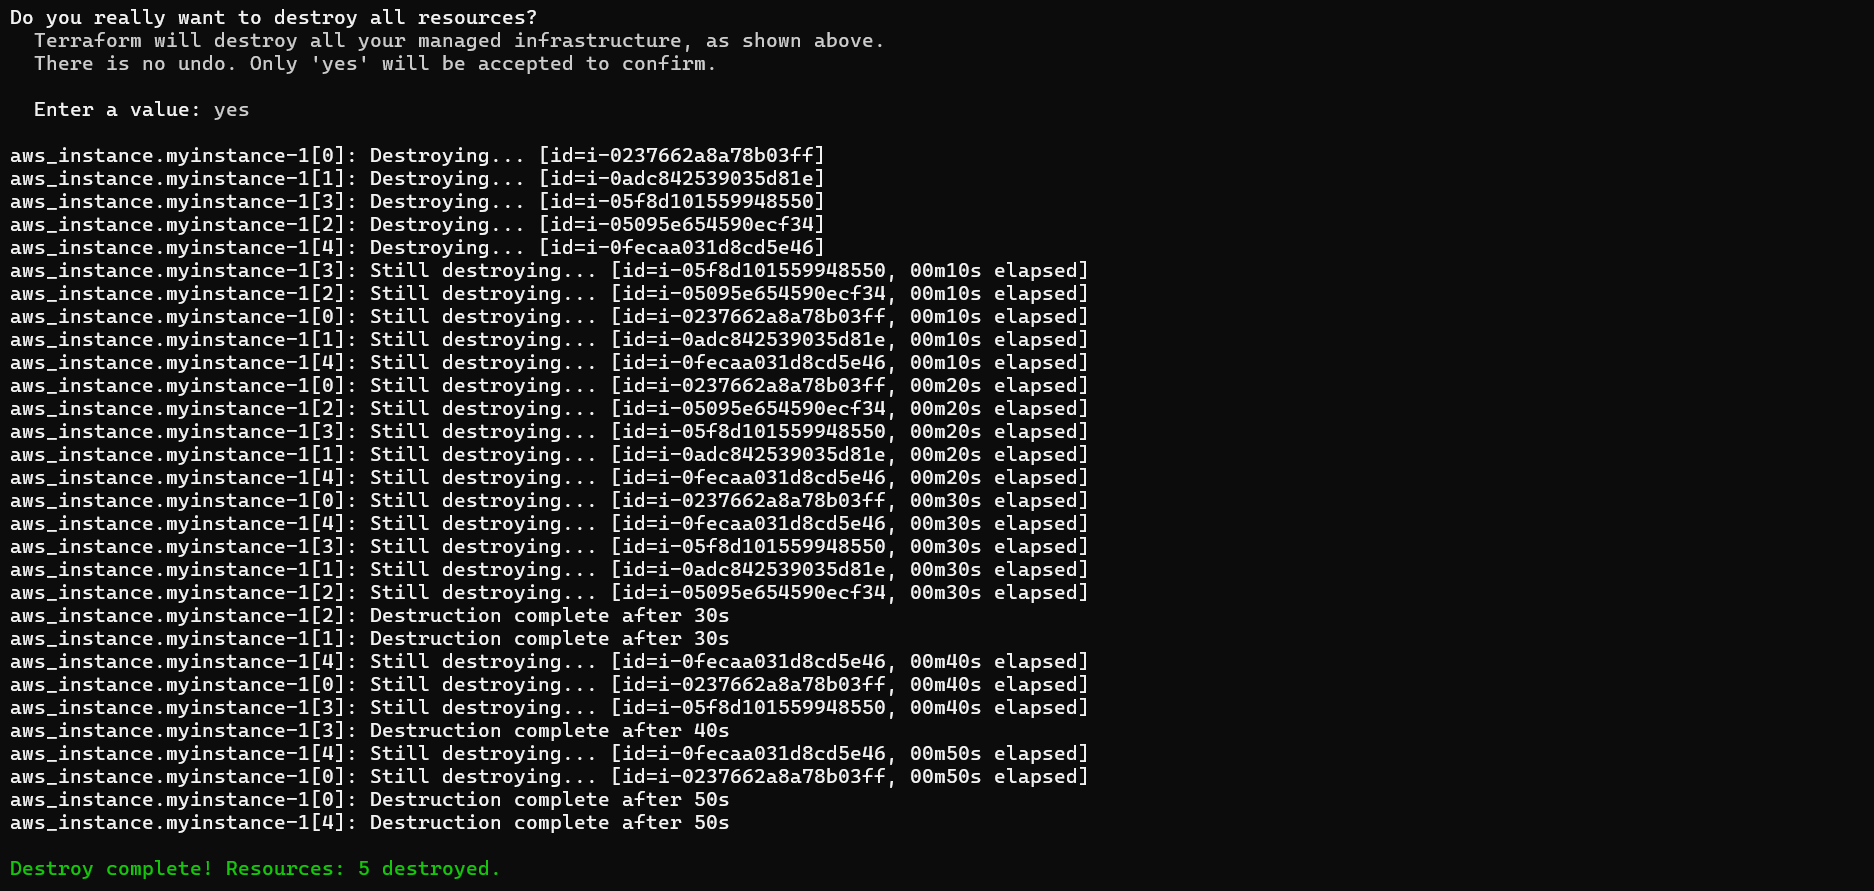 Do you really want to destroy all resources?
  Terraform will destroy all your managed infrastructure, as shown above.
  There is no undo. Only 'yes' will be accepted to confirm.

  Enter a value: yes

aws_instance.myinstance-1[0]: Destroying... [id=i-0237662a8a78b03ff]
aws_instance.myinstance-1[1]: Destroying... [id=i-0adc842539035d81e]
aws_instance.myinstance-1[3]: Destroying... [id=i-05f8d101559948550]
aws_instance.myinstance-1[2]: Destroying... [id=i-05095e654590ecf34]
aws_instance.myinstance-1[4]: Destroying... [id=i-0fecaa031d8cd5e46]
aws_instance.myinstance-1[3]: Still destroying... [id=i-05f8d101559948550, 00m10s elapsed]
aws_instance.myinstance-1[2]: Still destroying... [id=i-05095e654590ecf34, 00m10s elapsed]
aws_instance.myinstance-1[0]: Still destroying... [id=i-0237662a8a78b03ff, 00m10s elapsed]
aws_instance.myinstance-1[1]: Still destroying... [id=i-0adc842539035d81e, 00m10s elapsed]
aws_instance.myinstance-1[4]: Still destroying... [id=i-0fecaa031d8cd5e46, 00m10s elapsed]
aws_instance.myinstance-1[0]: Still destroying... [id=i-0237662a8a78b03ff, 00m20s elapsed]
aws_instance.myinstance-1[2]: Still destroying... [id=i-05095e654590ecf34, 00m20s elapsed]
aws_instance.myinstance-1[3]: Still destroying... [id=i-05f8d101559948550, 00m20s elapsed]
aws_instance.myinstance-1[1]: Still destroying... [id=i-0adc842539035d81e, 00m20s elapsed]
aws_instance.myinstance-1[4]: Still destroying... [id=i-0fecaa031d8cd5e46, 00m20s elapsed]
aws_instance.myinstance-1[0]: Still destroying... [id=i-0237662a8a78b03ff, 00m30s elapsed]
aws_instance.myinstance-1[4]: Still destroying... [id=i-0fecaa031d8cd5e46, 00m30s elapsed]
aws_instance.myinstance-1[3]: Still destroying... [id=i-05f8d101559948550, 00m30s elapsed]
aws_instance.myinstance-1[1]: Still destroying... [id=i-0adc842539035d81e, 00m30s elapsed]
aws_instance.myinstance-1[2]: Still destroying... [id=i-05095e654590ecf34, 00m30s elapsed]
aws_instance.myinstance-1[2]: Destruction complete after 30s
aws_instance.myinstance-1[1]: Destruction complete after 30s
aws_instance.myinstance-1[4]: Still destroying... [id=i-0fecaa031d8cd5e46, 00m40s elapsed]
aws_instance.myinstance-1[0]: Still destroying... [id=i-0237662a8a78b03ff, 00m40s elapsed]
aws_instance.myinstance-1[3]: Still destroying... [id=i-05f8d101559948550, 00m40s elapsed]
aws_instance.myinstance-1[3]: Destruction complete after 40s
aws_instance.myinstance-1[4]: Still destroying... [id=i-0fecaa031d8cd5e46, 00m50s elapsed]
aws_instance.myinstance-1[0]: Still destroying... [id=i-0237662a8a78b03ff, 00m50s elapsed]
aws_instance.myinstance-1[0]: Destruction complete after 50s
aws_instance.myinstance-1[4]: Destruction complete after 50s

Destroy complete! Resources: 5 destroyed.